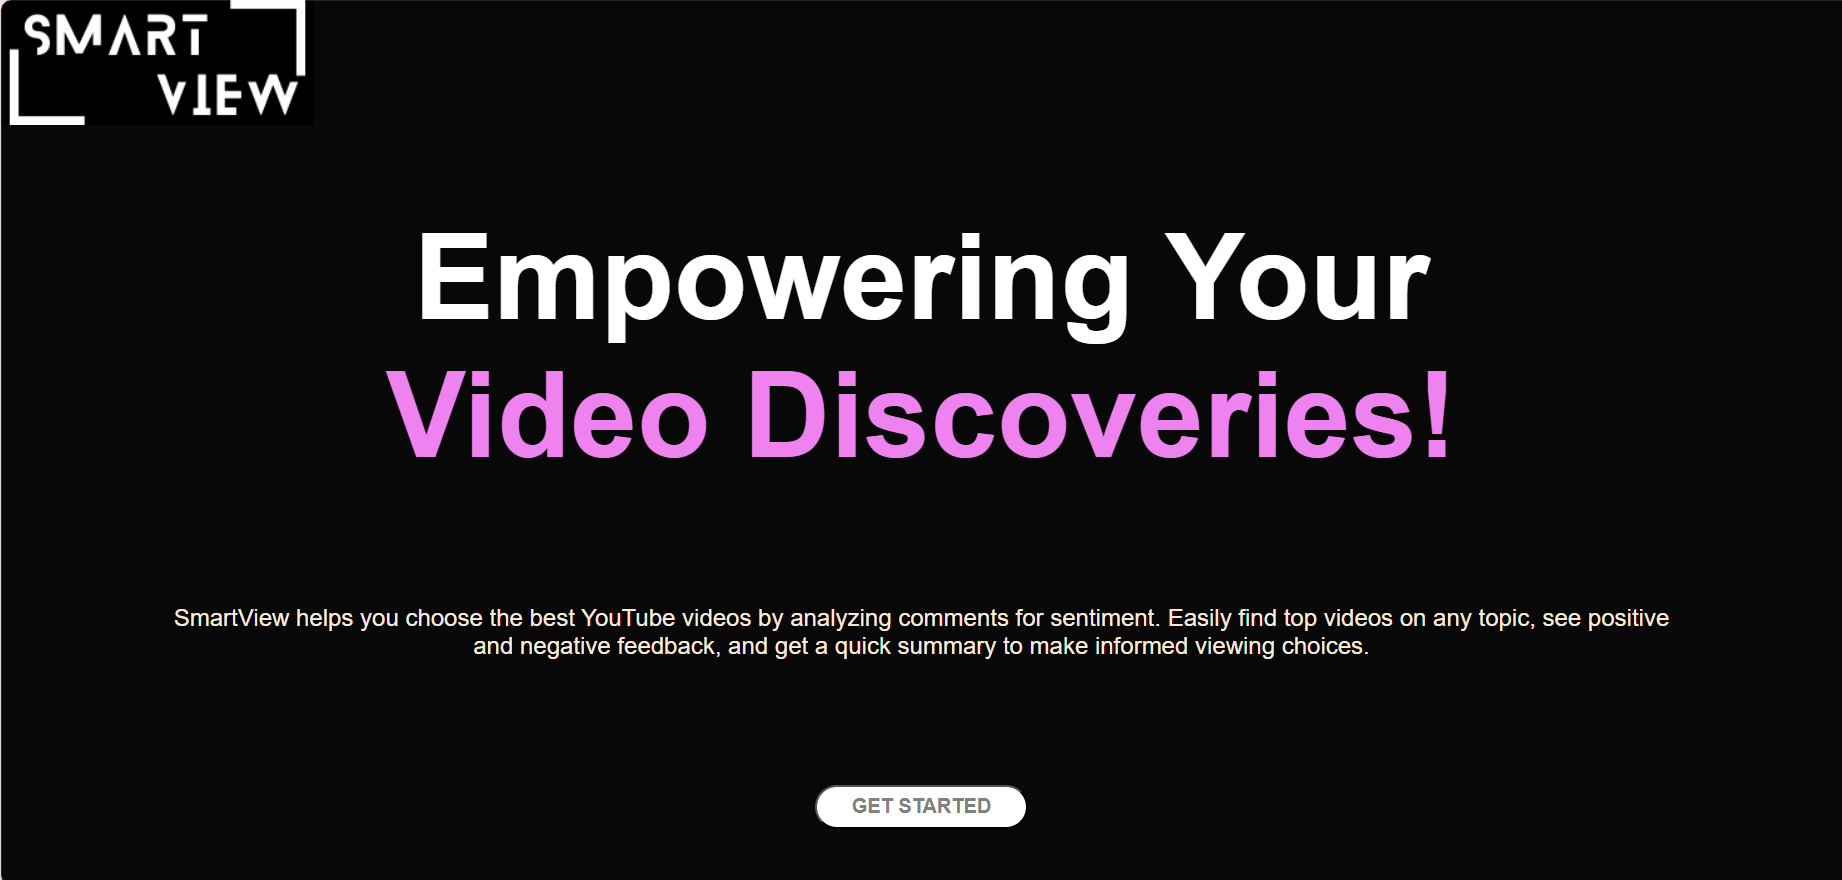 SMART
VIEW
Empowering Your
Video Discoveries!
SmartView helps you choose the best YouTube videos by analyzing comments for sentiment. Easily find top videos on any topic, see positive
and negative feedback, and get a quick summary to make informed viewing choices.
GET STARTED